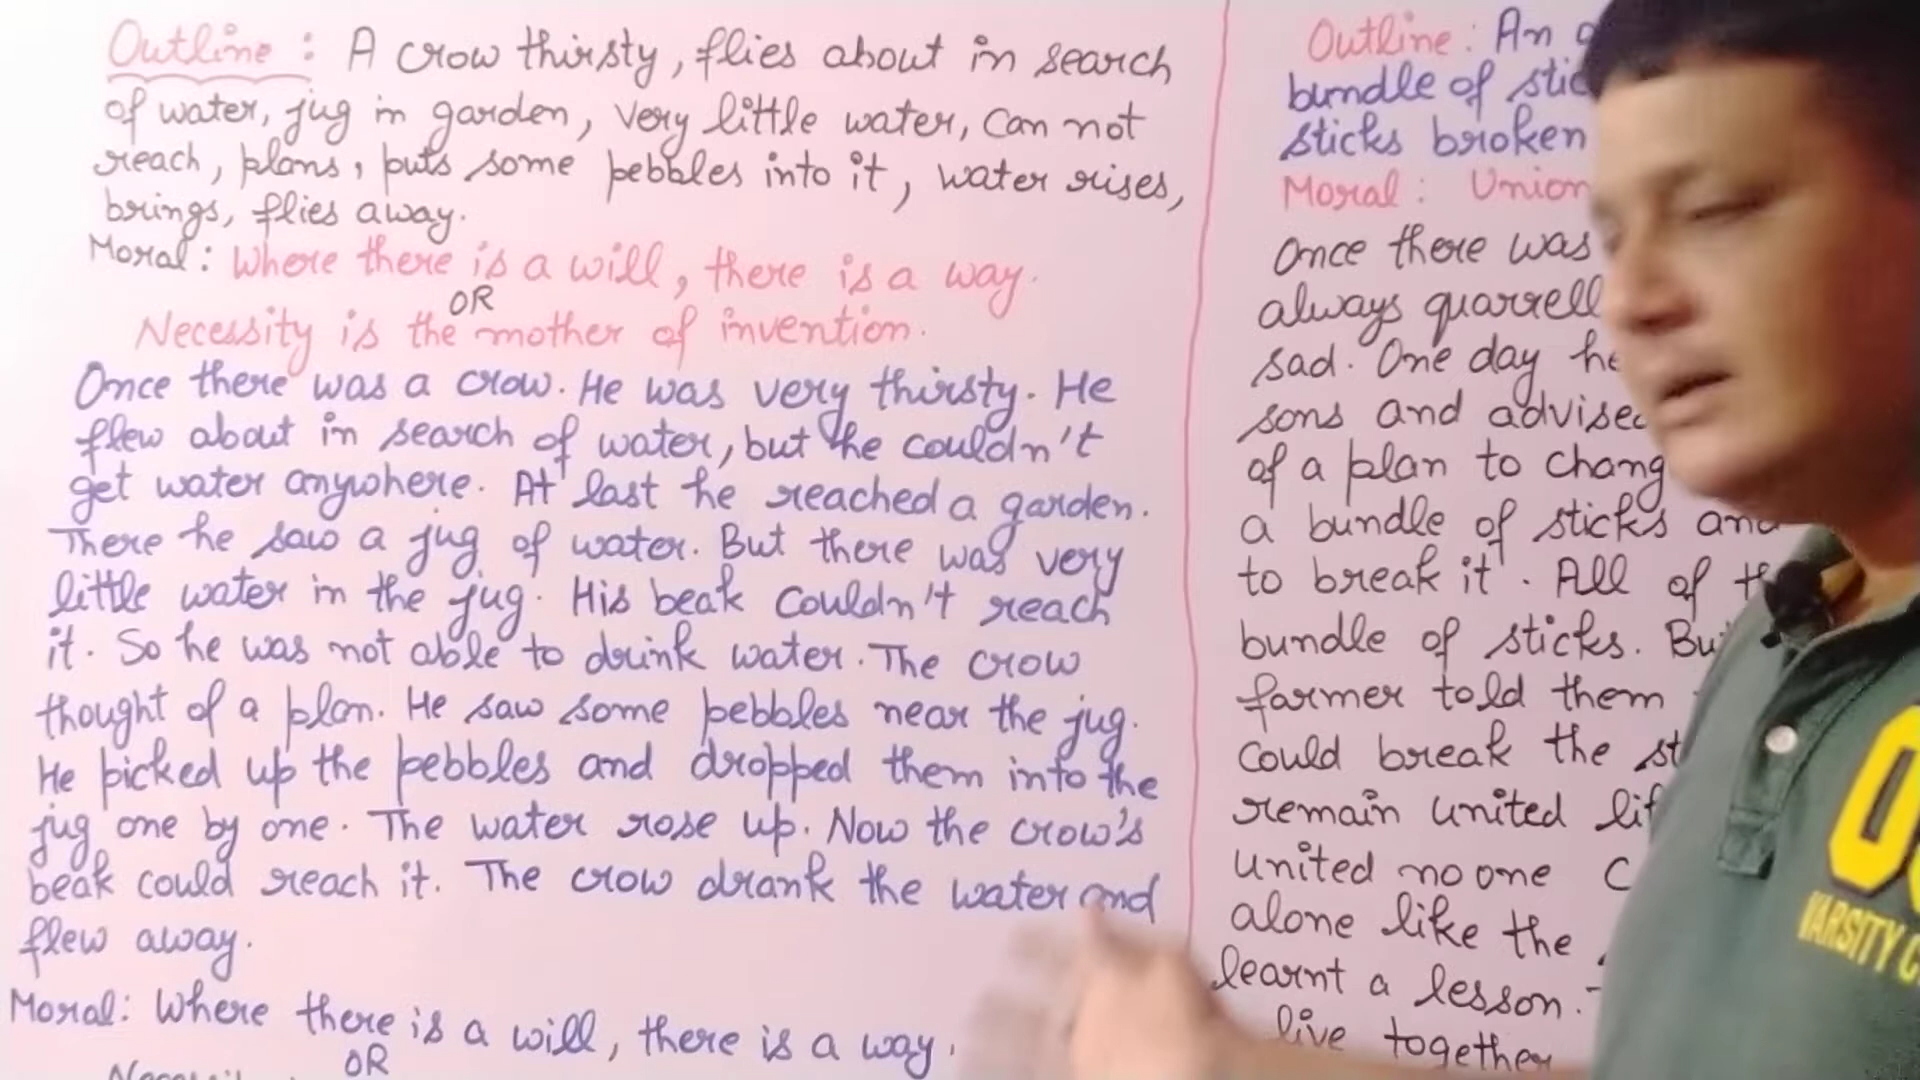 Outline: A crow thirsty, flies about in search
of water, jug in garden, very little water, can not
reach, plans, puts some pebbles into it, water rises,
brings, flies away.
Moral: Where there is a will, there is a way.
OR
Necessity is the mother of invention.
Once there was a crow. He was very thirsty. He
flew about in search of water, but he couldn't
get water anywhere. At last he reached a garden.
There he saw a jug of water. But there was very
little water in the jug. His beak couldn't reach
it. So he was not able to drink water. The crow
thought of a plan. He saw some pebbles near the jug.
He picked up the pebbles and dropped them into the
jug one by one. The water rose up. Now the crow's
beak could reach it. The crow drank the water and
flew away.
Moral: Where there is a will, there is a way.
OR
Outline: An
bundle of
sticks broken
Moral: Union
Once there was
always
sad. One day
sons and
of a plan to
a bundle of sticks and
to break it. All of
bundle of sticks.
farmer told them
could break the
remain united
united no one
alone like the
learnt a lesson.
live together
VARSITY